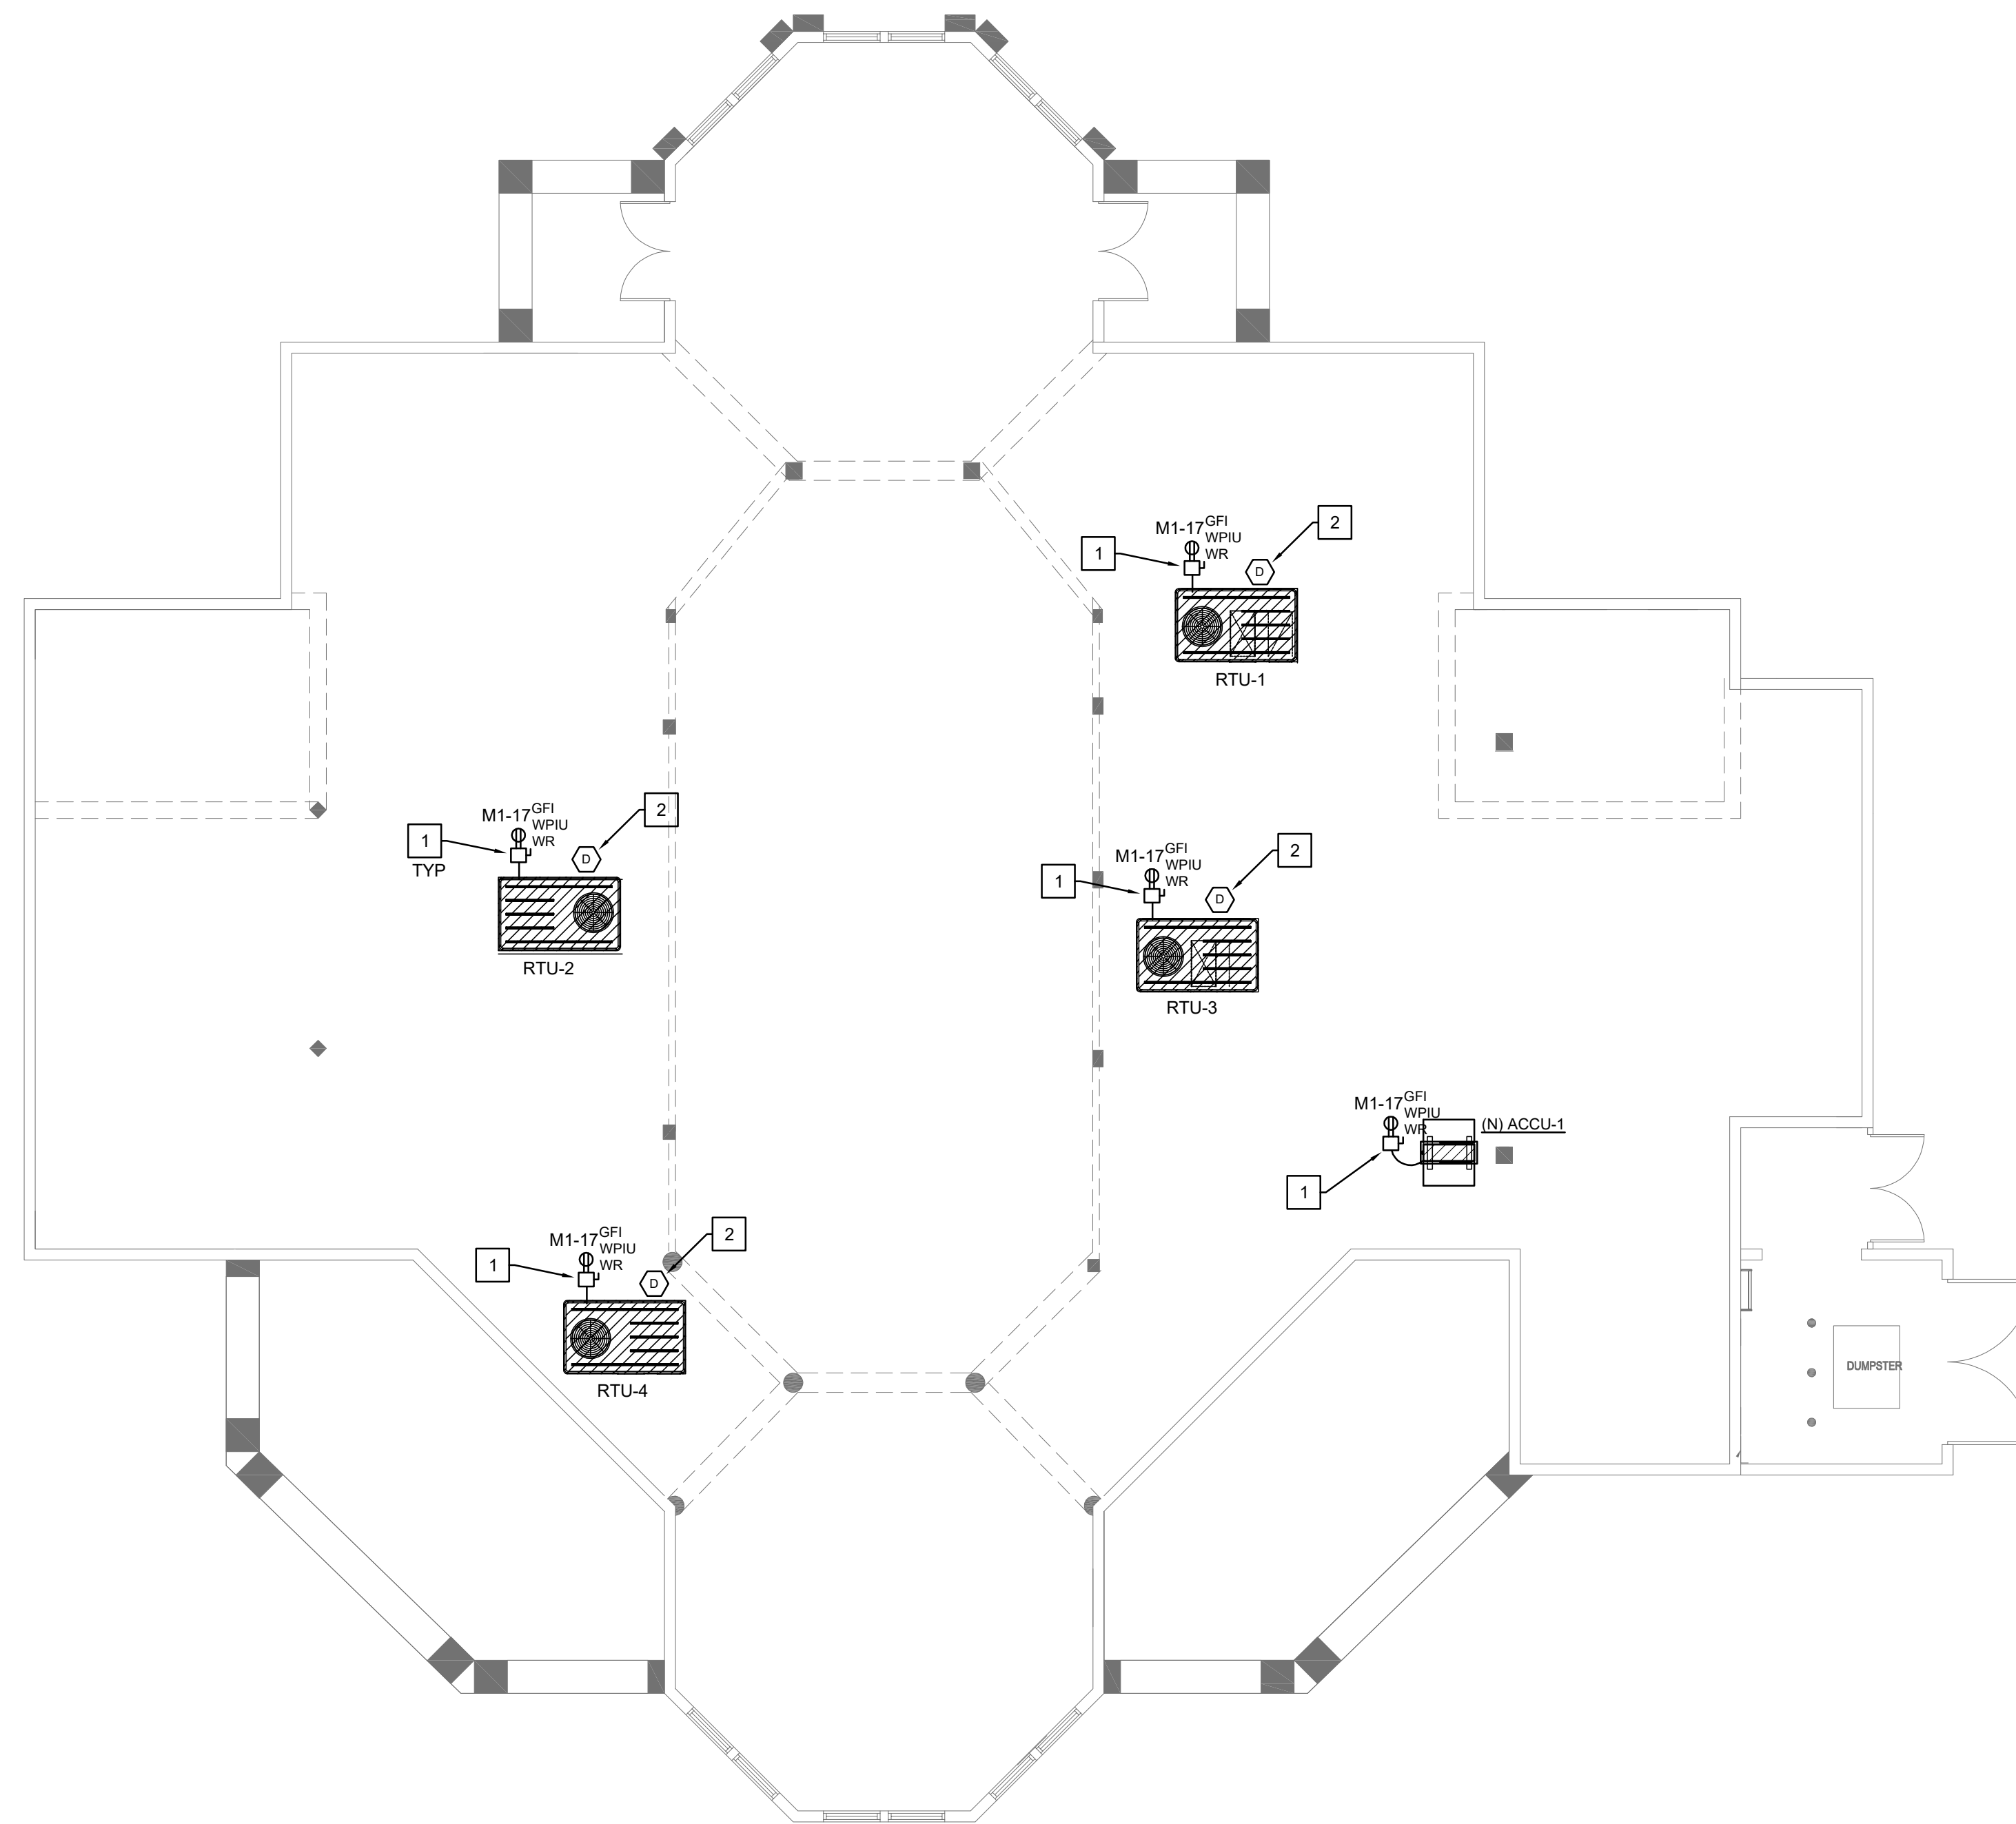 M1-17 GFI
WPIU
WR
1
2
D
RTU-1
M1-17 GFI
WPIU
WR
1
TYP
2
D
RTU-2
M1-17 GFI
WPIU
WR
1
2
D
RTU-3
M1-17 GFI
WPIU
WR
(N) ACCU-1
1
M1-17 GFI
WPIU
WR
1
2
D
RTU-4
DUMPSTER